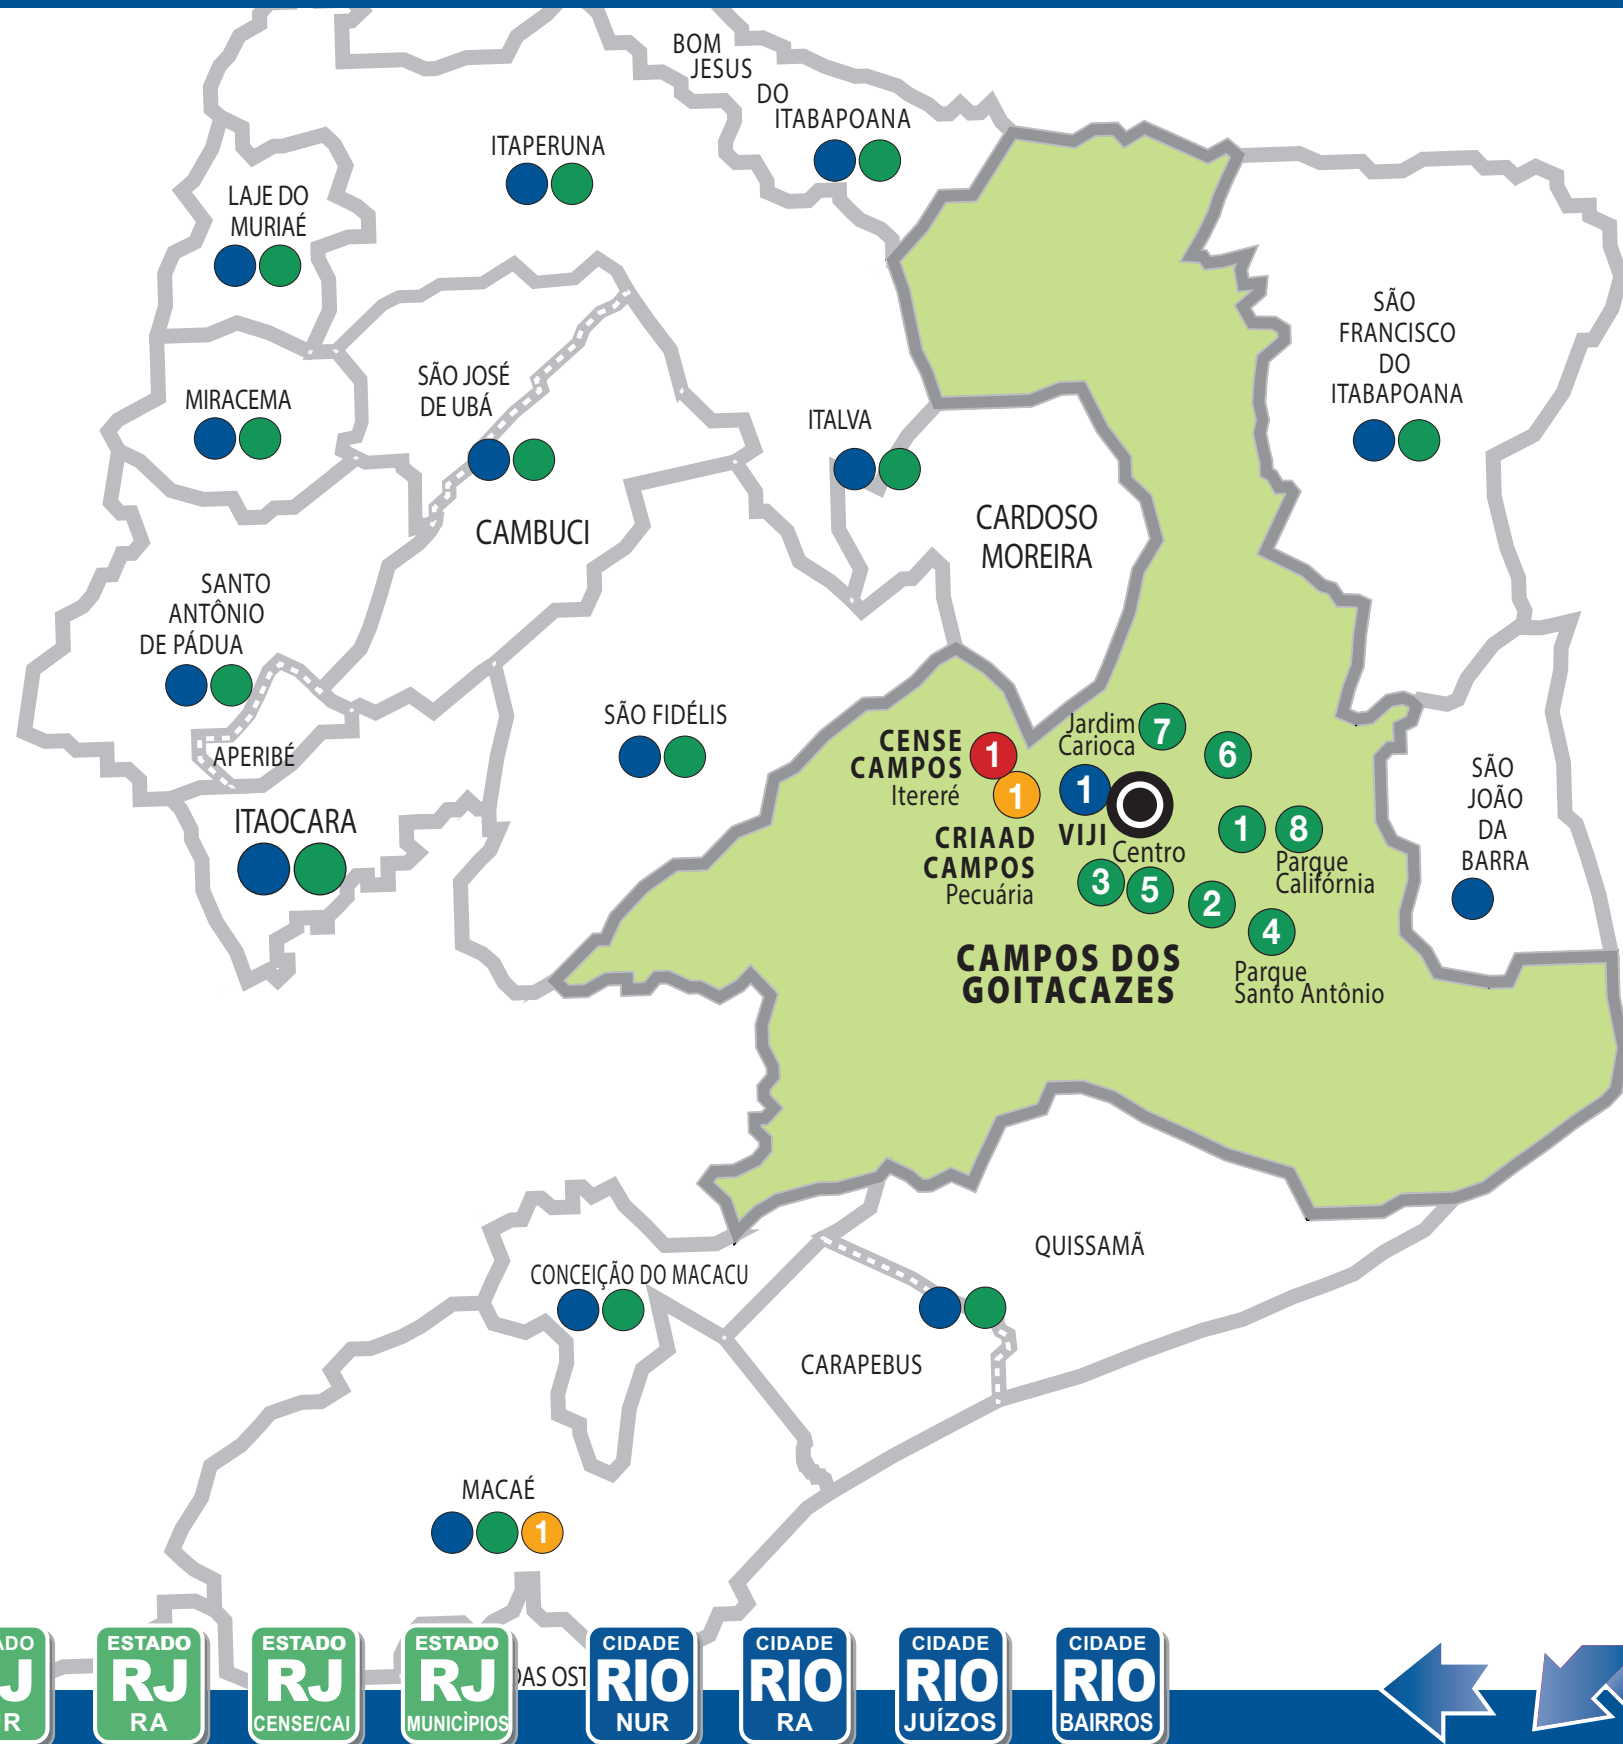 BOM
JESUS
DO
ITABAPOANA
ITAPERUNA
LAJE DO
MURIAÉ
SÃO
FRANCISCO
DO
ITABAPOANA
SÃO JOSÉ
DE UBÁ
MIRACEMA
ITALVA
CARDOSO
MOREIRA
CAMBUCI
SANTO
ANTÔNIO
DE PÁDUA
SÃO FIDÉLIS
APERIBÉ
ITAOCARA
CENSE
CAMPOS
Itereré
1
1
CRIAAD
CAMPOS
Pecuária
Jardim
Carioca
7
6
1
VIJI
Centro
1
8
Parque
Califórnia
3
5
2
4
Parque
Santo Antônio
CAMPOS DOS
GOITACAZES
SÃO
JOÃO
DA
BARRA
QUISSAMÃ
CONCEIÇÃO DO MACACU
CARAPEBUS
MACAÉ
1
DAS OST
ADO
J
R
ESTADO
RJ
RA
ESTADO
RJ
CENSE/CAI
ESTADO
RJ
MUNICÌPIOS
CIDADE
RIO
NUR
CIDADE
RIO
RA
CIDADE
RIO
JUÍZOS
CIDADE
RIO
BAIRROS